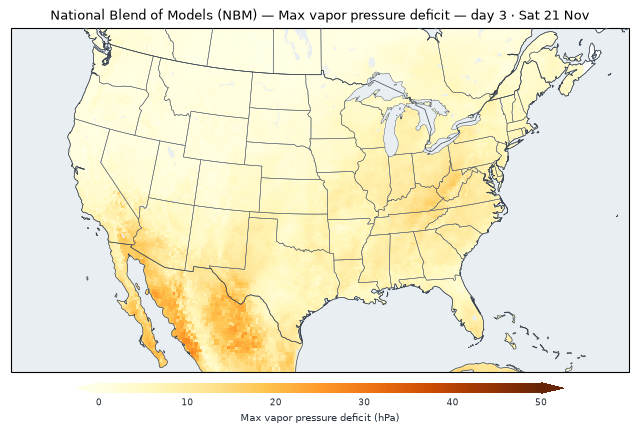 National Blend of Models (NBM) — Max vapor pressure deficit — day 3 · Sat 21 Nov
0 10 20 30 40 50
Max vapor pressure deficit (hPa)